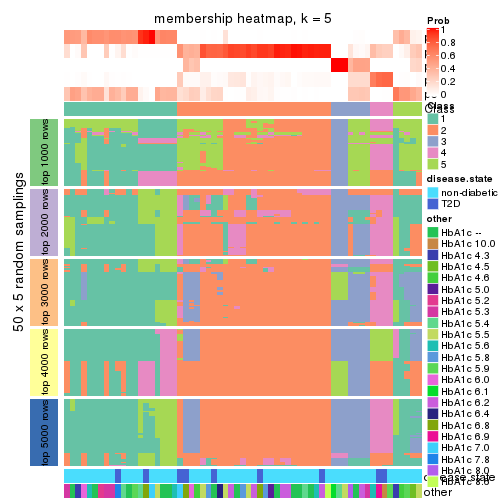 membership heatmap, k = 5
50 x 5 random samplings
top 1000 rows
top 2000 rows
top 3000 rows
top 4000 rows
top 5000 rows
Prob
1
0.8
0.6
0.4
0.2
0
Class
Class
1
2
3
4
5
disease.state
non-diabetic
T2D
other
HbA1c --
HbA1c 10.0
HbA1c 4.3
HbA1c 4.5
HbA1c 4.6
HbA1c 5.0
HbA1c 5.2
HbA1c 5.3
HbA1c 5.4
HbA1c 5.5
HbA1c 5.6
HbA1c 5.8
HbA1c 5.9
HbA1c 6.0
HbA1c 6.1
HbA1c 6.2
HbA1c 6.4
HbA1c 6.8
HbA1c 6.9
HbA1c 7.0
HbA1c 7.8
HbA1c 8.0
HbA1c 8.6
disease.state
other